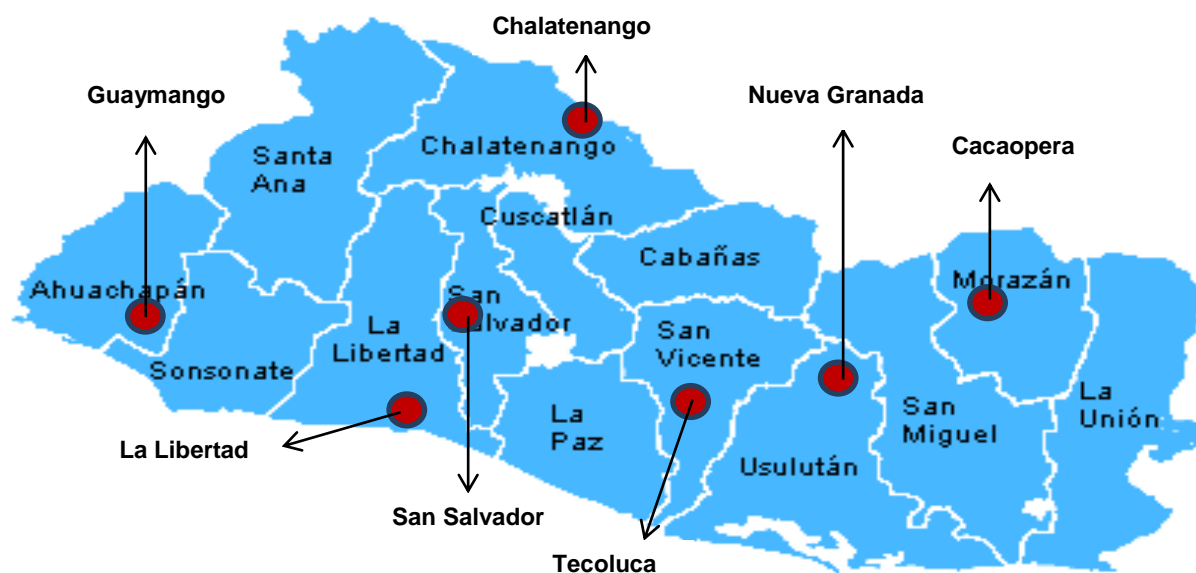 Chalatenango
Guaymango
Nueva Granada
Cacaopera
Santa
Ana
Chalatenango
Cuscatlán
Cabañas
Ahuachapán
Morazán
San
Salvador
La
Libertad
San
Vicente
Sonsonate
La
Paz
San
Miguel
La
Unión
Usulután
La Libertad
San Salvador
Tecoluca